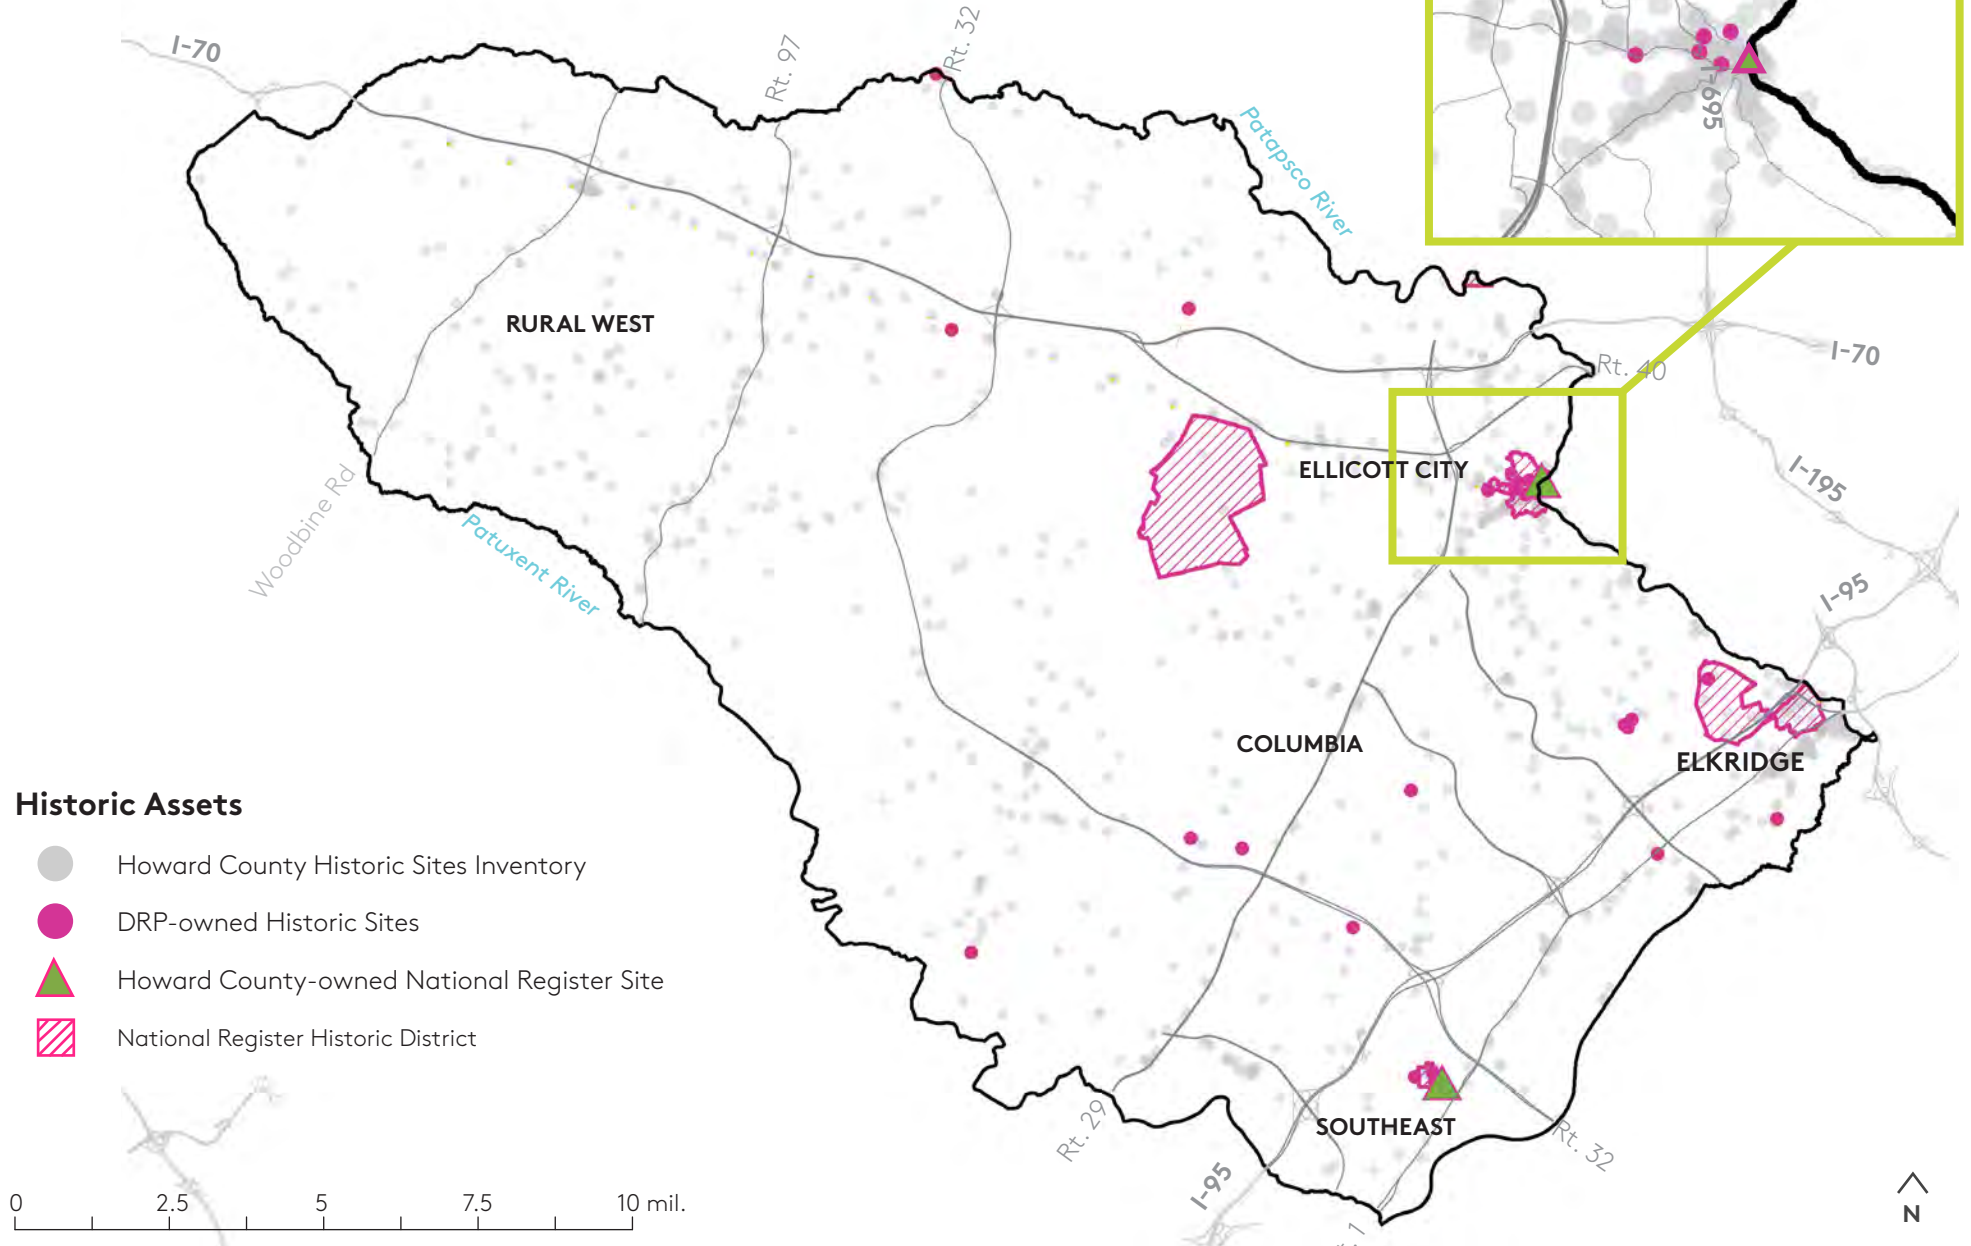 Rt. 32
I-70
Rt. 97
I-695
Patapsco River
RURAL WEST
I-70
Rt. 40
ELLICOTT CITY
I-195
Woodbine Rd
Patuxent River
I-95
COLUMBIA
ELKRIDGE
Historic Assets
Howard County Historic Sites Inventory
DRP-owned Historic Sites
Howard County-owned National Register Site
National Register Historic District
SOUTHEAST
Rt. 29
Rt. 32
I-95
0 2.5 5 7.5 10 mil.
N